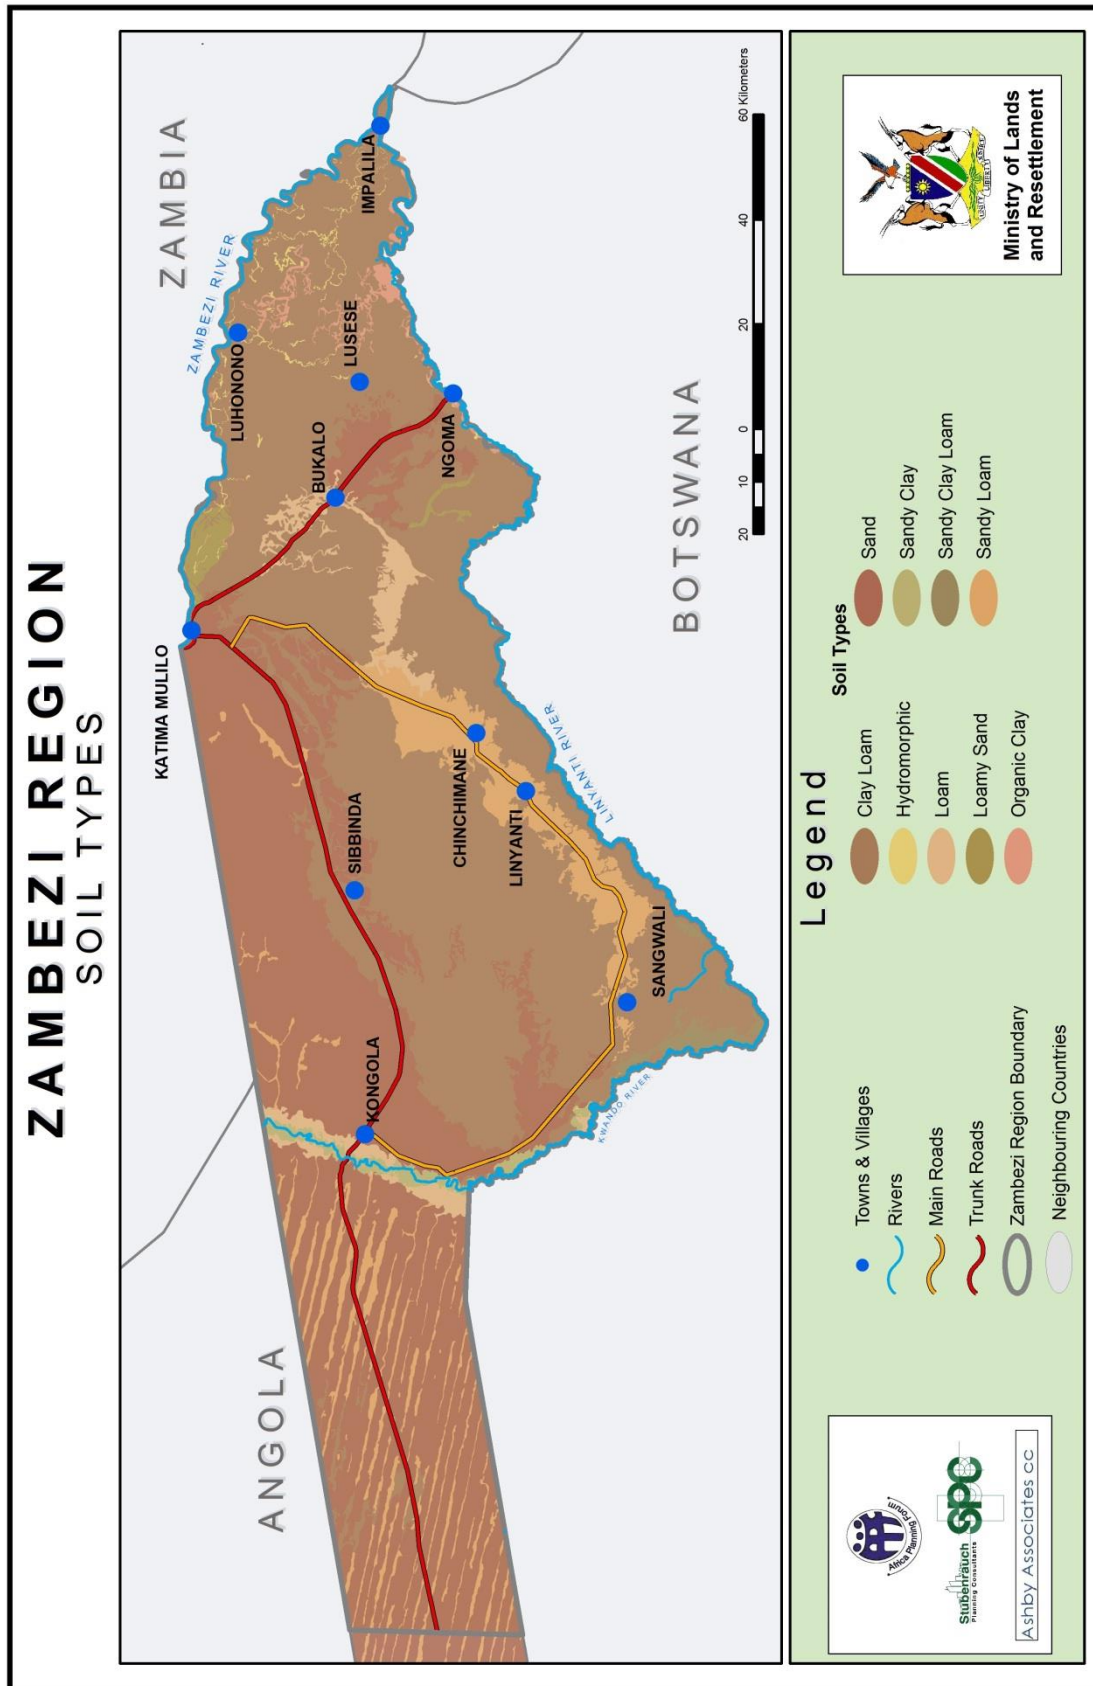 ZAMBEZI REGION
SOIL TYPES
ANGOLA
ZAMBIA
BOTSWANA
KATIMA MULILO
ZAMBEZI RIVER
LUHONONO
IMPALILA
BUKALO
LUSESE
NGOMA
SIBBINDA
KONGOLA
CHINCHIMANE
LINYANTI
LINYANTI RIVER
SANGWALI
KWANDO RIVER
20 10 0 20 40 60 Kilometers
Africa Planning Forum
Stubenrauch
Planning Consultants
SPC
Ashby Associates cc
Legend
Towns & Villages
Rivers
Main Roads
Trunk Roads
Zambezi Region Boundary
Neighbouring Countries
Soil Types
Clay Loam
Hydromorphic
Loam
Loamy Sand
Organic Clay
Sand
Sandy Clay
Sandy Clay Loam
Sandy Loam
Ministry of Lands
and Resettlement